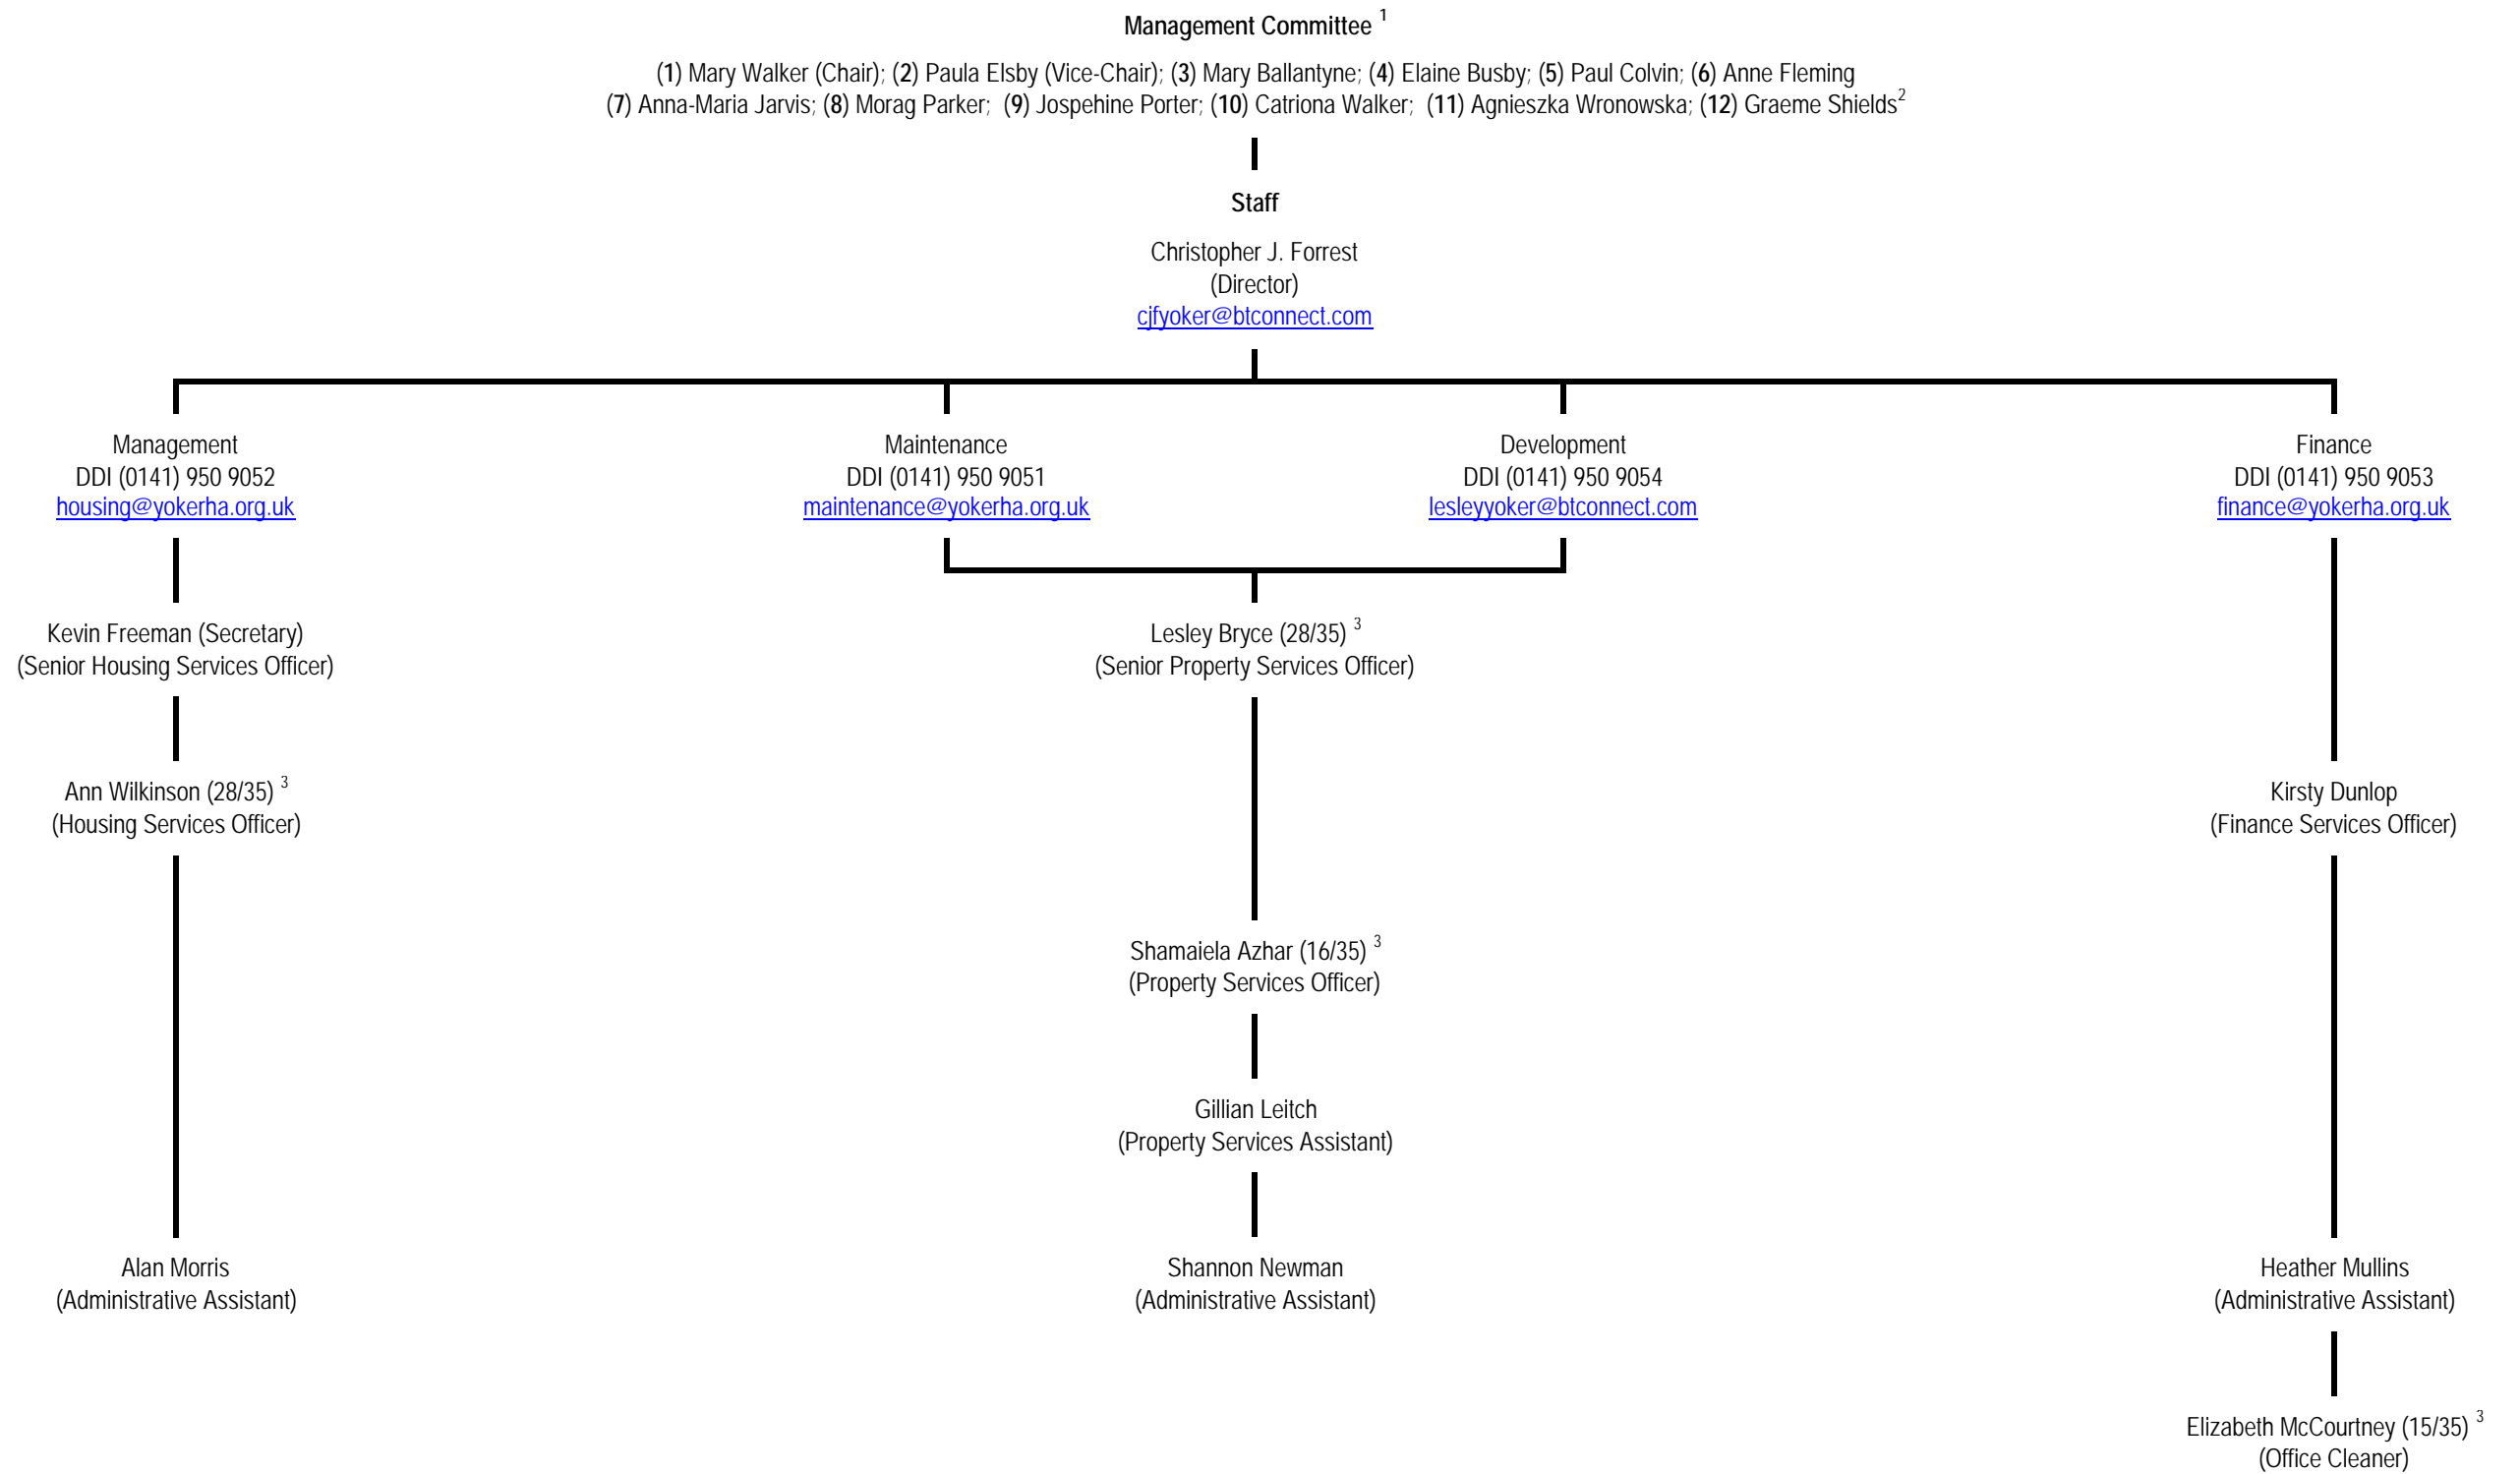 Management Committee 1
(1) Mary Walker (Chair); (2) Paula Elsby (Vice-Chair); (3) Mary Ballantyne; (4) Elaine Busby; (5) Paul Colvin; (6) Anne Fleming
(7) Anna-Maria Jarvis; (8) Morag Parker; (9) Jospehine Porter; (10) Catriona Walker; (11) Agnieszka Wronowska; (12) Graeme Shields2
Staff
Christopher J. Forrest
(Director)
cjfyoker@btconnect.com
Management
DDI (0141) 950 9052
housing@yokerha.org.uk
Maintenance
DDI (0141) 950 9051
maintenance@yokerha.org.uk
Development
DDI (0141) 950 9054
lesleyyoker@btconnect.com
Finance
DDI (0141) 950 9053
finance@yokerha.org.uk
Kevin Freeman (Secretary)
(Senior Housing Services Officer)
Lesley Bryce (28/35) 3
(Senior Property Services Officer)
Ann Wilkinson (28/35) 3
(Housing Services Officer)
Kirsty Dunlop
(Finance Services Officer)
Shamaiela Azhar (16/35) 3
(Property Services Officer)
Gillian Leitch
(Property Services Assistant)
Alan Morris
(Administrative Assistant)
Shannon Newman
(Administrative Assistant)
Heather Mullins
(Administrative Assistant)
Elizabeth McCourtney (15/35) 3
(Office Cleaner)